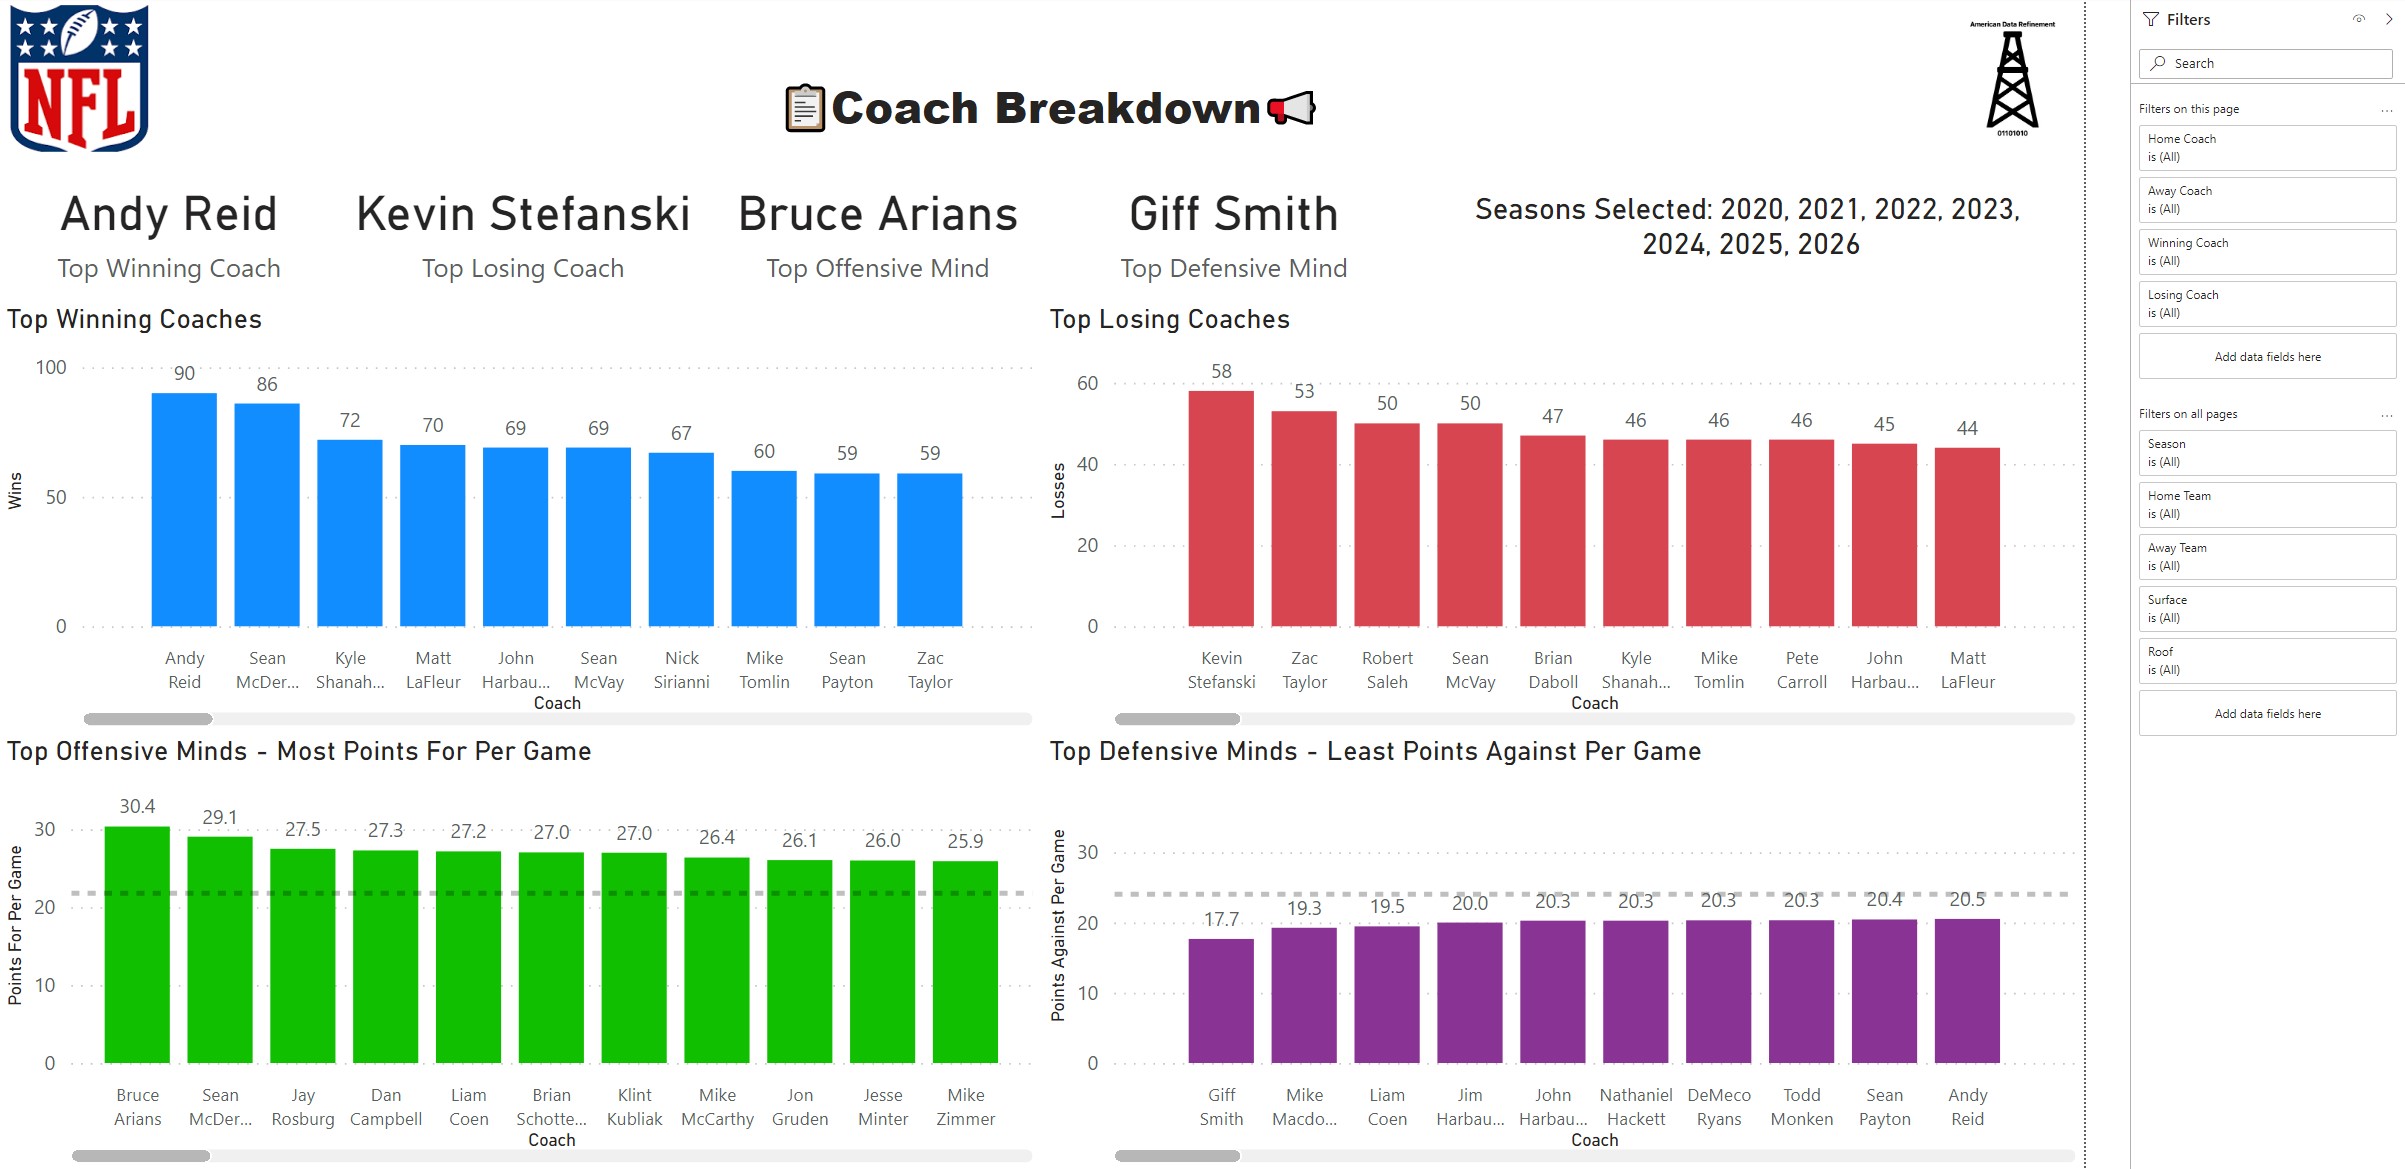 NFL
American Data Refinement
01101010
📋Coach Breakdown📣
Andy Reid
Top Winning Coach
Kevin Stefanski
Top Losing Coach
Bruce Arians
Top Offensive Mind
Giff Smith
Top Defensive Mind
Seasons Selected: 2020, 2021, 2022, 2023,
2024, 2025, 2026
Top Winning Coaches
Wins
100
50
0
90
86
72
70
69
69
67
60
59
59
Andy
Reid
Sean
McDer...
Kyle
Shanah...
Matt
LaFleur
John
Harbau...
Sean
McVay
Nick
Sirianni
Mike
Tomlin
Sean
Payton
Zac
Taylor
Coach
Top Losing Coaches
Losses
60
40
20
0
58
53
50
50
47
46
46
46
45
44
Kevin
Stefanski
Zac
Taylor
Robert
Saleh
Sean
McVay
Brian
Daboll
Kyle
Shanah...
Mike
Tomlin
Pete
Carroll
John
Harbau...
Matt
LaFleur
Coach
Top Offensive Minds - Most Points For Per Game
Points For Per Game
30
20
10
0
30.4
29.1
27.5
27.3
27.2
27.0
27.0
26.4
26.1
26.0
25.9
Bruce
Arians
Sean
McDer...
Jay
Rosburg
Dan
Campbell
Liam
Coen
Brian
Schotte...
Klint
Kubliak
Mike
McCarthy
Jon
Gruden
Jesse
Minter
Mike
Zimmer
Coach
Top Defensive Minds - Least Points Against Per Game
Points Against Per Game
30
20
10
0
17.7
19.3
19.5
20.0
20.3
20.3
20.3
20.3
20.4
20.5
Giff
Smith
Mike
Macdo...
Liam
Coen
Jim
Harbau...
John
Harbau...
Nathaniel
Hackett
DeMeco
Ryans
Todd
Monken
Sean
Payton
Andy
Reid
Coach
Filters
Search
Filters on this page
...
Home Coach
is (All)
Away Coach
is (All)
Winning Coach
is (All)
Losing Coach
is (All)
Add data fields here
Filters on all pages
...
Season
is (All)
Home Team
is (All)
Away Team
is (All)
Surface
is (All)
Roof
is (All)
Add data fields here